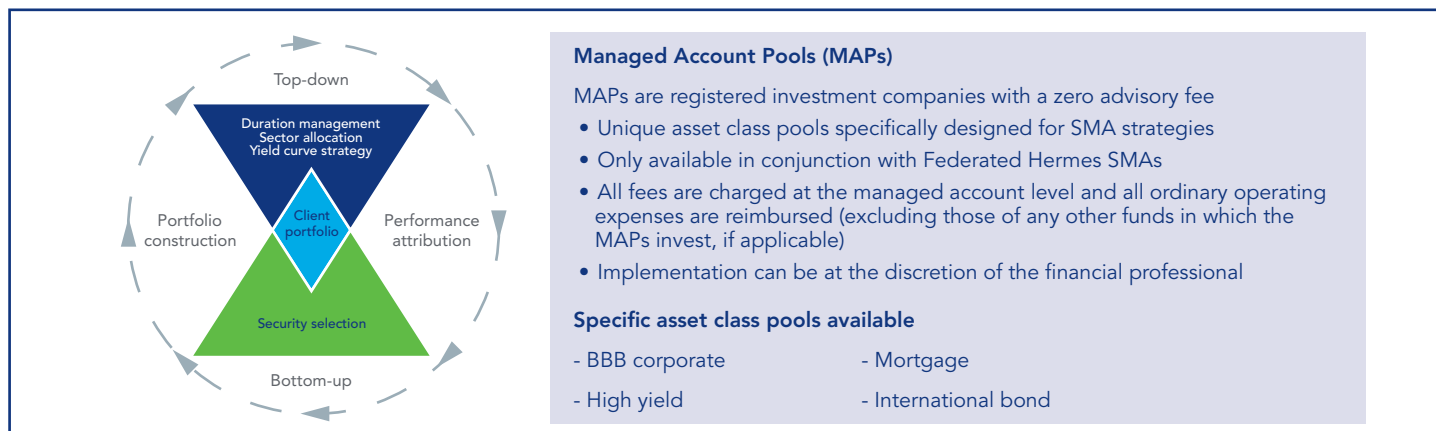 Top-down
Duration management
Sector allocation
Yield curve strategy
Portfolio
construction
Client
portfolio
Performance
attribution
Security selection
Bottom-up
Managed Account Pools (MAPs)
MAPs are registered investment companies with a zero advisory fee
• Unique asset class pools specifically designed for SMA strategies
• Only available in conjunction with Federated Hermes SMAs
• All fees are charged at the managed account level and all ordinary operating
expenses are reimbursed (excluding those of any other funds in which the
MAPs invest, if applicable)
• Implementation can be at the discretion of the financial professional
Specific asset class pools available
- BBB corporate
- Mortgage
- High yield
- International bond